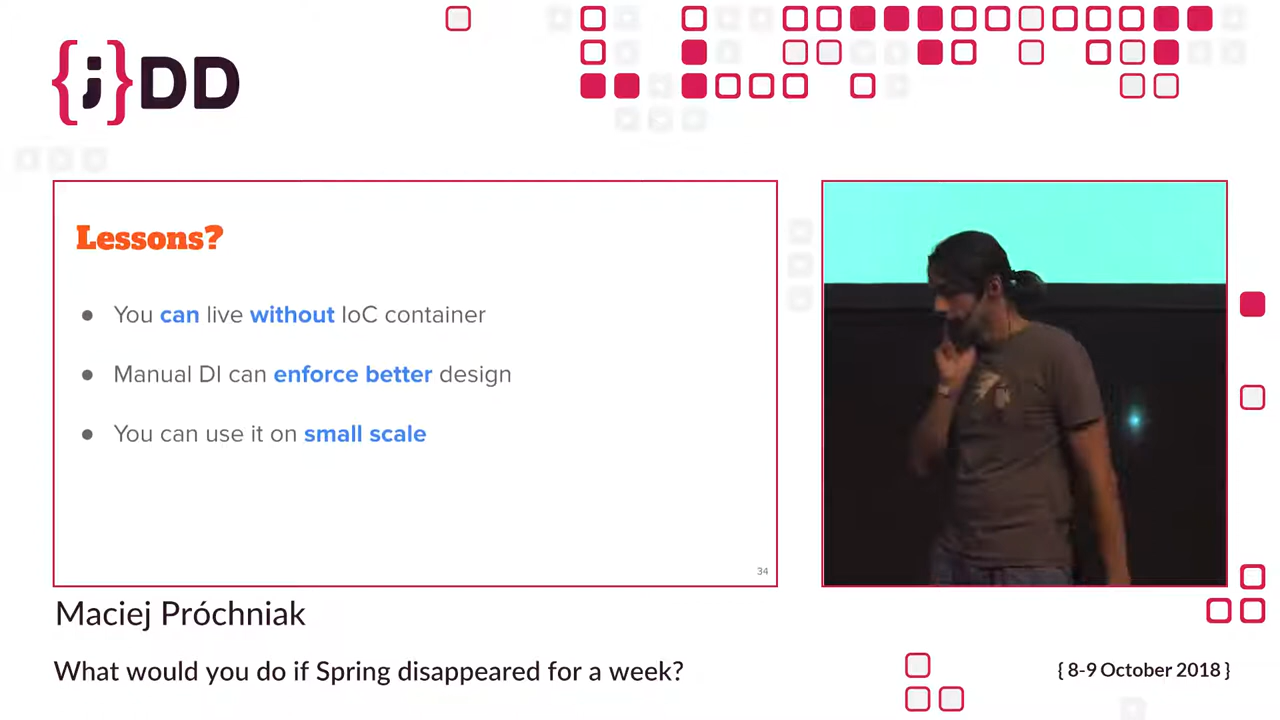 {j}DD
Lessons?
● You can live without IoC container
● Manual DI can enforce better design
● You can use it on small scale
34
Maciej Próchniak
What would you do if Spring disappeared for a week?
{ 8-9 October 2018 }